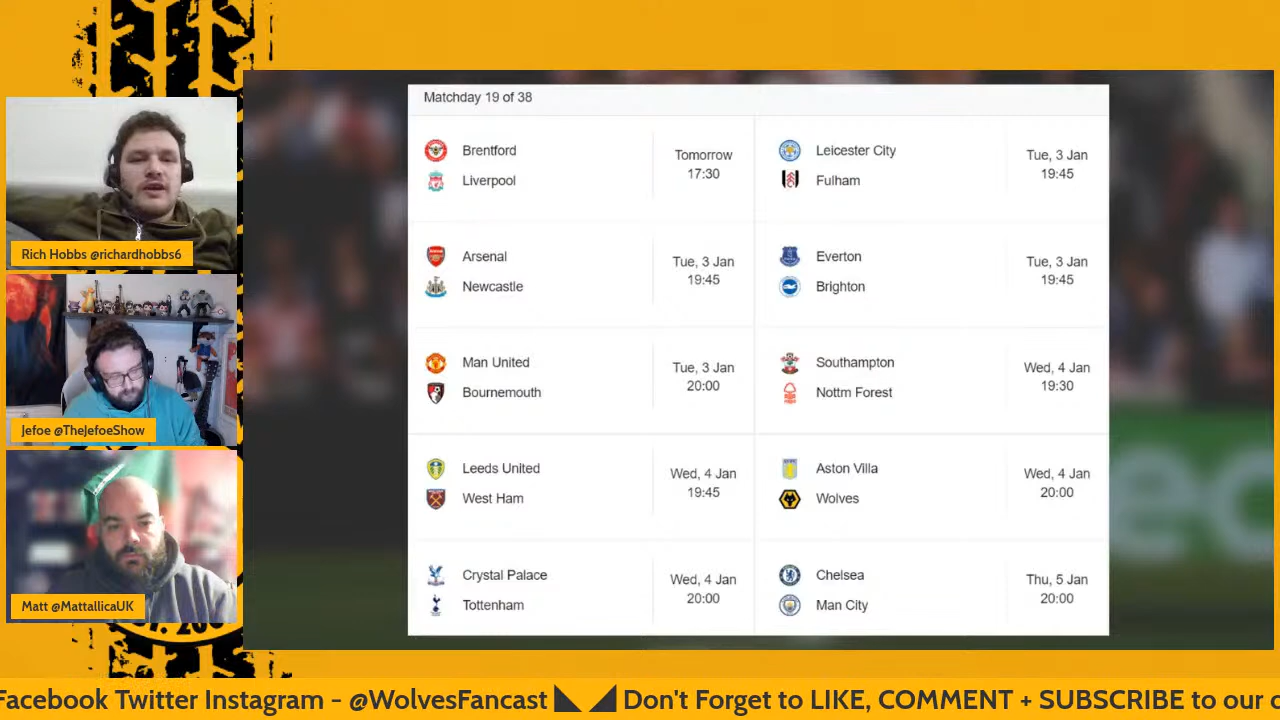 Matchday 19 of 38
Brentford
Liverpool
Tomorrow
17:30
Leicester City
Fulham
Tue, 3 Jan
19:45
Arsenal
Newcastle
Tue, 3 Jan
19:45
Everton
Brighton
Tue, 3 Jan
19:45
Man United
Bournemouth
Tue, 3 Jan
20:00
Southampton
Nottm Forest
Wed, 4 Jan
19:30
Leeds United
West Ham
Wed, 4 Jan
19:45
Aston Villa
Wolves
Wed, 4 Jan
20:00
Crystal Palace
Tottenham
Wed, 4 Jan
20:00
Chelsea
Man City
Thu, 5 Jan
20:00
Rich Hobbs @richardhobbs6
Jefoe @TheJefoeShow
Matt @MattallicaUK
Facebook Twitter Instagram - @WolvesFancast Don't Forget to LIKE, COMMENT + SUBSCRIBE to our